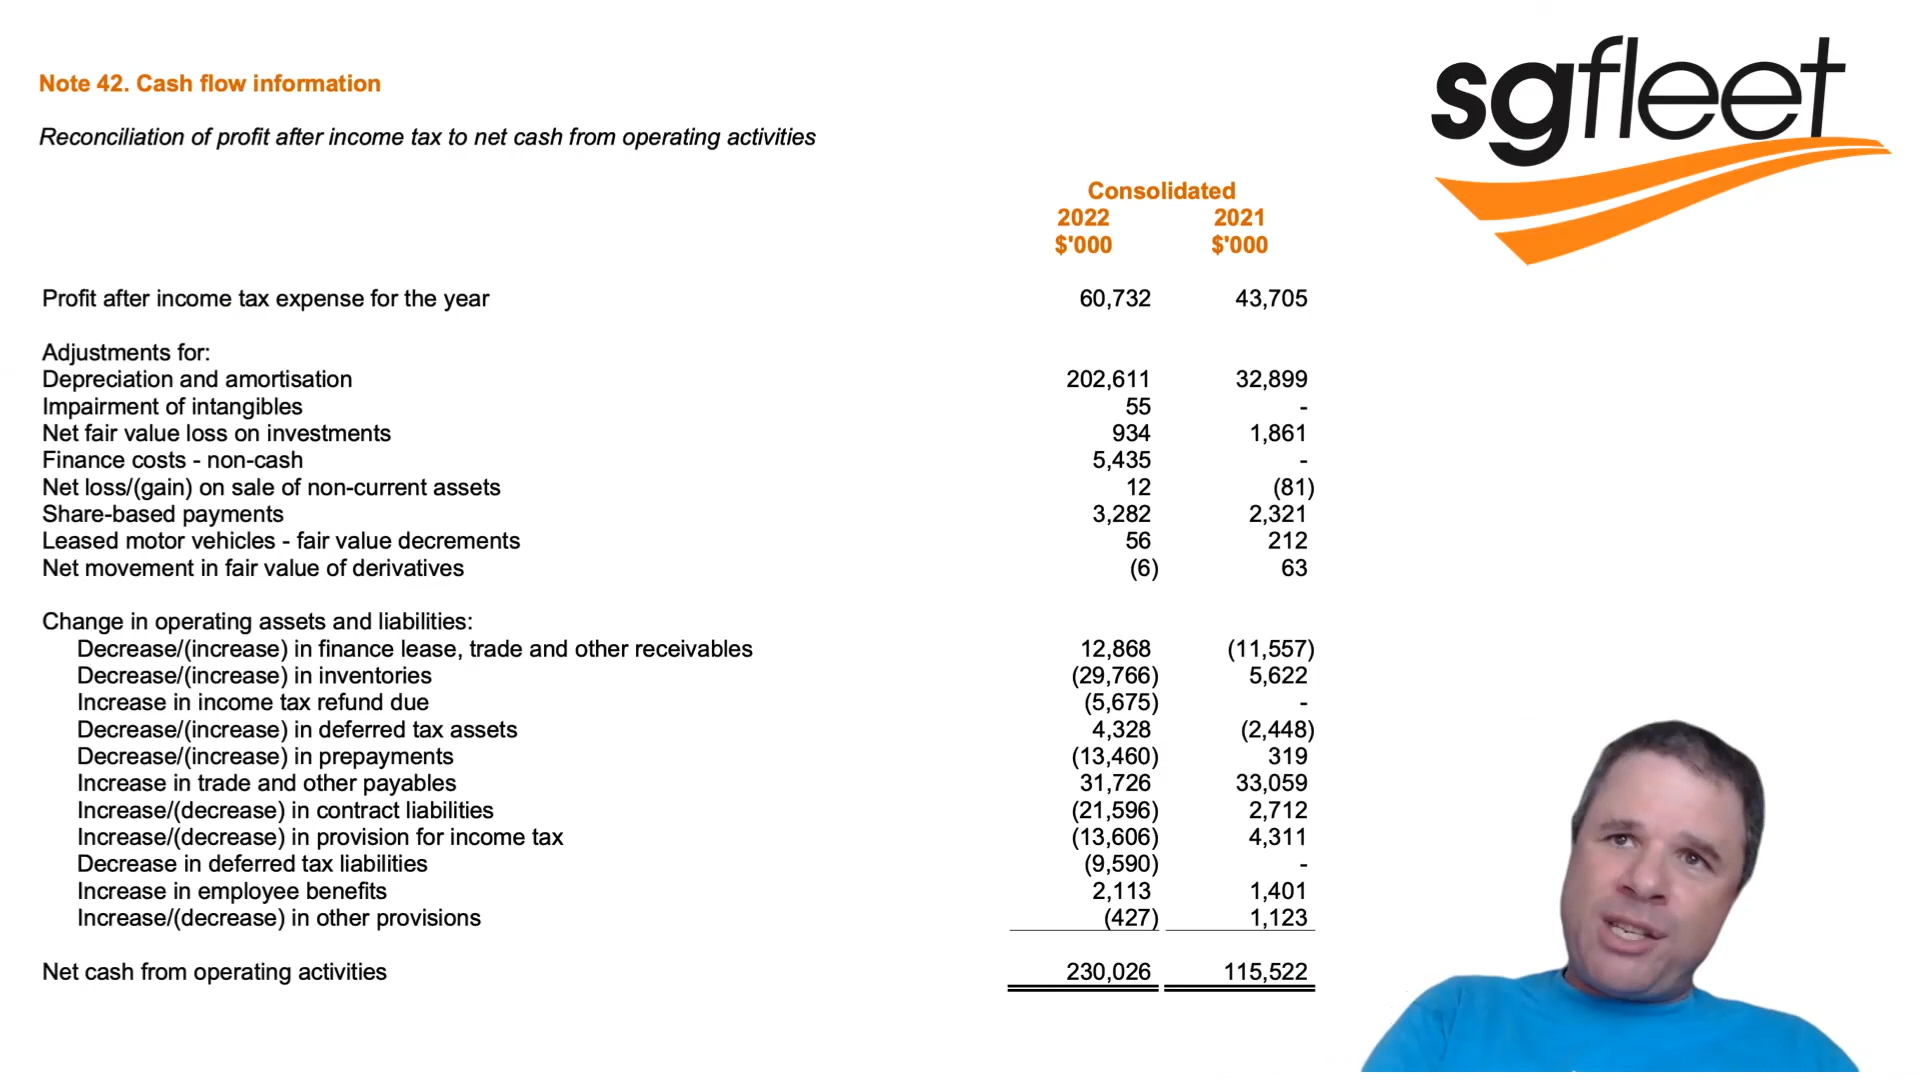 sgfleet
Note 42. Cash flow information
Reconciliation of profit after income tax to net cash from operating activities
Consolidated
2022 2021
$'000 $'000
Profit after income tax expense for the year 60,732 43,705
Adjustments for:
Depreciation and amortisation 202,611 32,899
Impairment of intangibles 55 -
Net fair value loss on investments 934 1,861
Finance costs - non-cash 5,435 -
Net loss/(gain) on sale of non-current assets 12 (81)
Share-based payments 3,282 2,321
Leased motor vehicles - fair value decrements 56 212
Net movement in fair value of derivatives (6) 63
Change in operating assets and liabilities:
Decrease/(increase) in finance lease, trade and other receivables 12,868 (11,557)
Decrease/(increase) in inventories (29,766) 5,622
Increase in income tax refund due (5,675) -
Decrease/(increase) in deferred tax assets 4,328 (2,448)
Decrease/(increase) in prepayments (13,460) 319
Increase in trade and other payables 31,726 33,059
Increase/(decrease) in contract liabilities (21,596) 2,712
Increase/(decrease) in provision for income tax (13,606) 4,311
Decrease in deferred tax liabilities (9,590) -
Increase in employee benefits 2,113 1,401
Increase/(decrease) in other provisions (427) 1,123
Net cash from operating activities 230,026 115,522